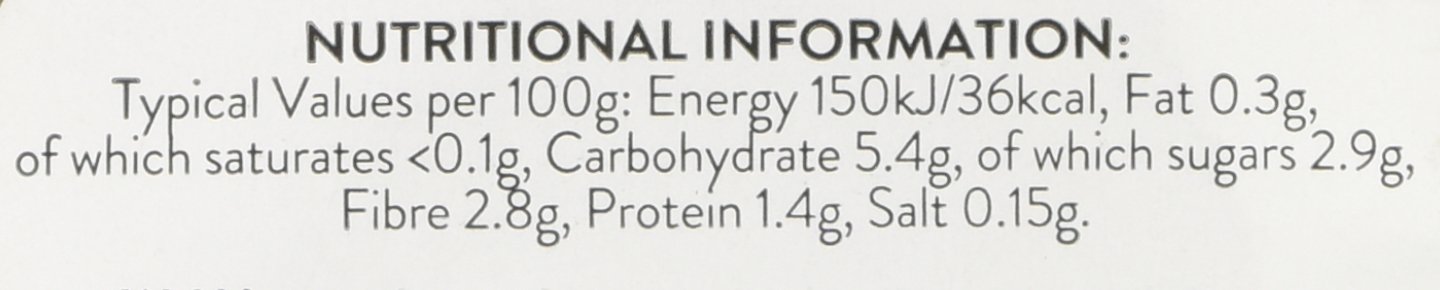 NUTRITIONAL INFORMATION:
Typical Values per 100g: Energy 150kJ/36kcal, Fat 0.3g,
of which saturates <0.1g, Carbohydrate 5.4g, of which sugars 2.9g,
Fibre 2.8g, Protein 1.4g, Salt 0.15g.